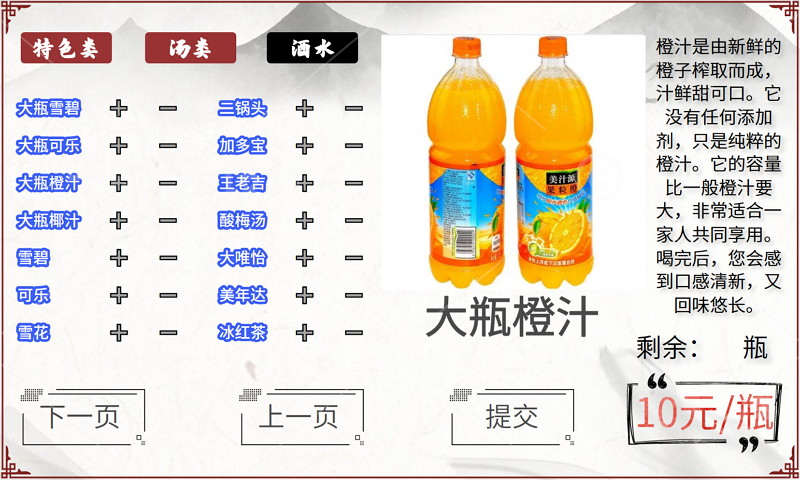 特色类
汤类
酒水
大瓶雪碧
二锅头
大瓶可乐
加多宝
大瓶橙汁
王老吉
大瓶椰汁
酸梅汤
雪碧
大唯怡
可乐
美年达
雪花
冰红茶
美汁源
果粒橙
大瓶橙汁
橙汁是由新鲜的
橙子榨取而成，
汁鲜甜可口。它
没有任何添加
剂，只是纯粹的
橙汁。它的容量
比一般橙汁要
大，非常适合一
家人共同享用。
喝完后，您会感
到口感清新，又
回味悠长。
剩余： 瓶
下一页
上一页
提交
10元/瓶